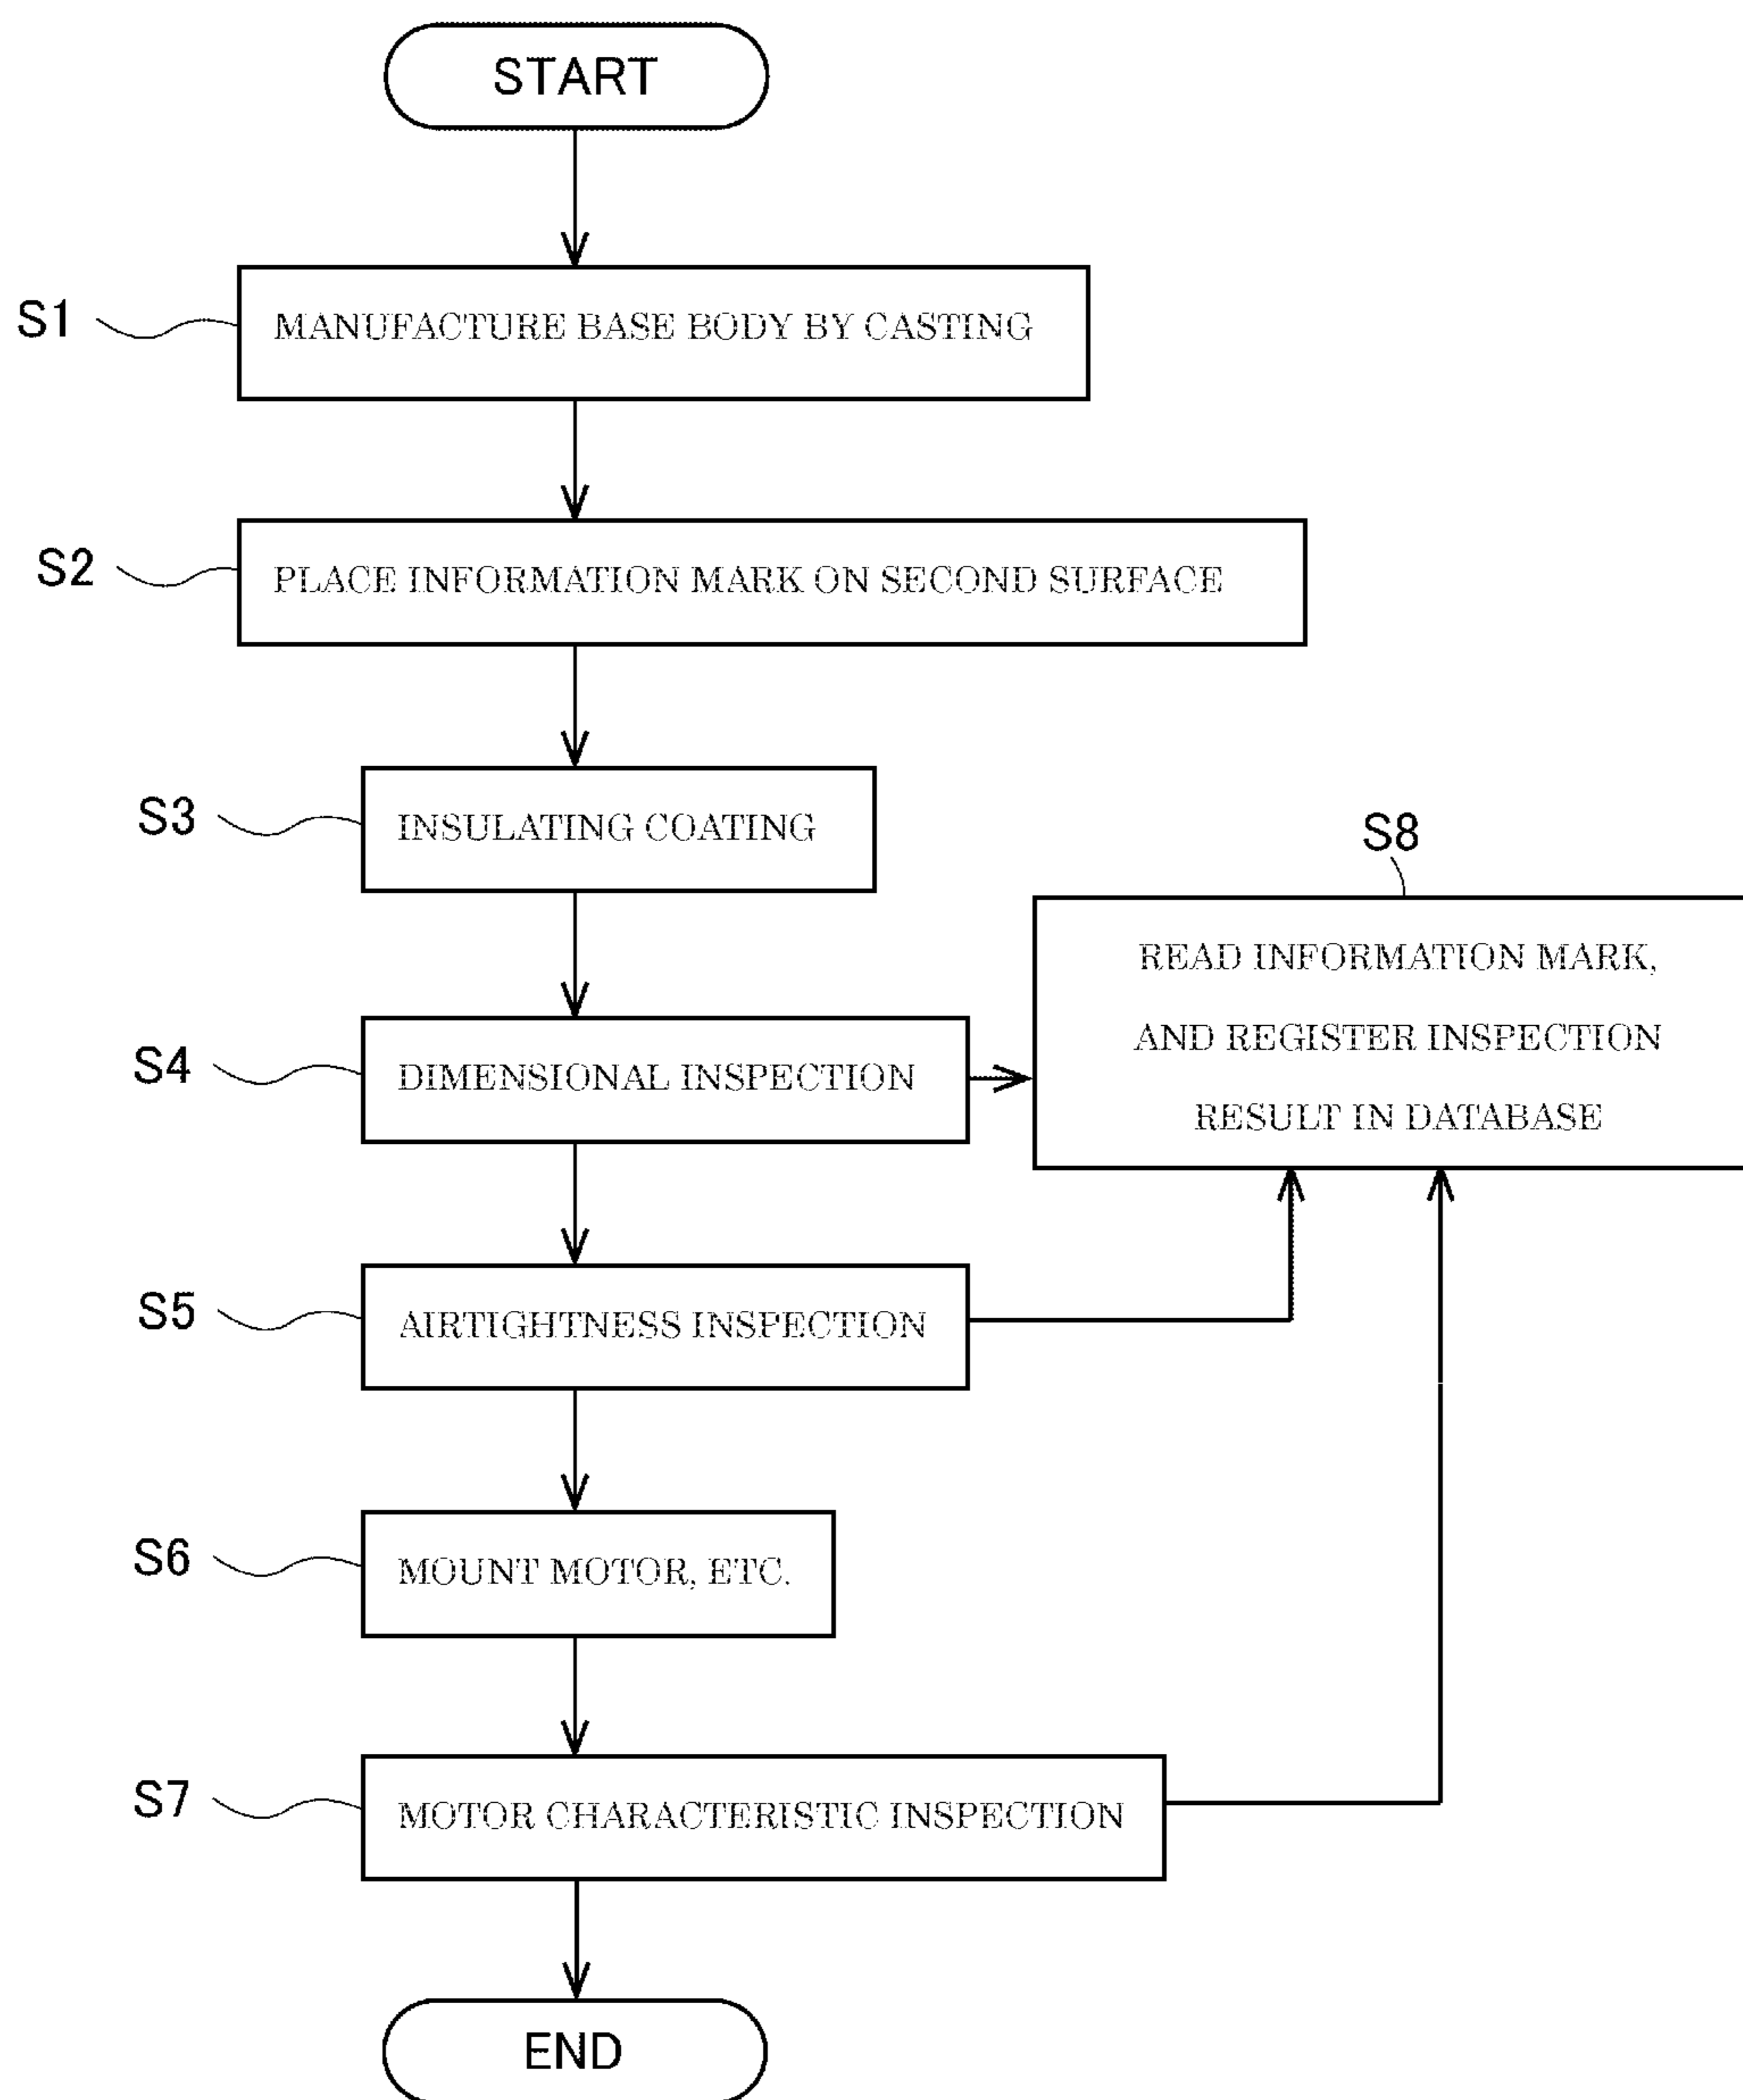 START
S1
MANUFACTURE BASE BODY BY CASTING
S2
PLACE INFORMATION MARK ON SECOND SURFACE
S3
INSULATING COATING
S8
READ INFORMATION MARK,
AND REGISTER INSPECTION
RESULT IN DATABASE
S4
DIMENSIONAL INSPECTION
S5
AIRTIGHTNESS INSPECTION
S6
MOUNT MOTOR, ETC.
S7
MOTOR CHARACTERISTIC INSPECTION
END